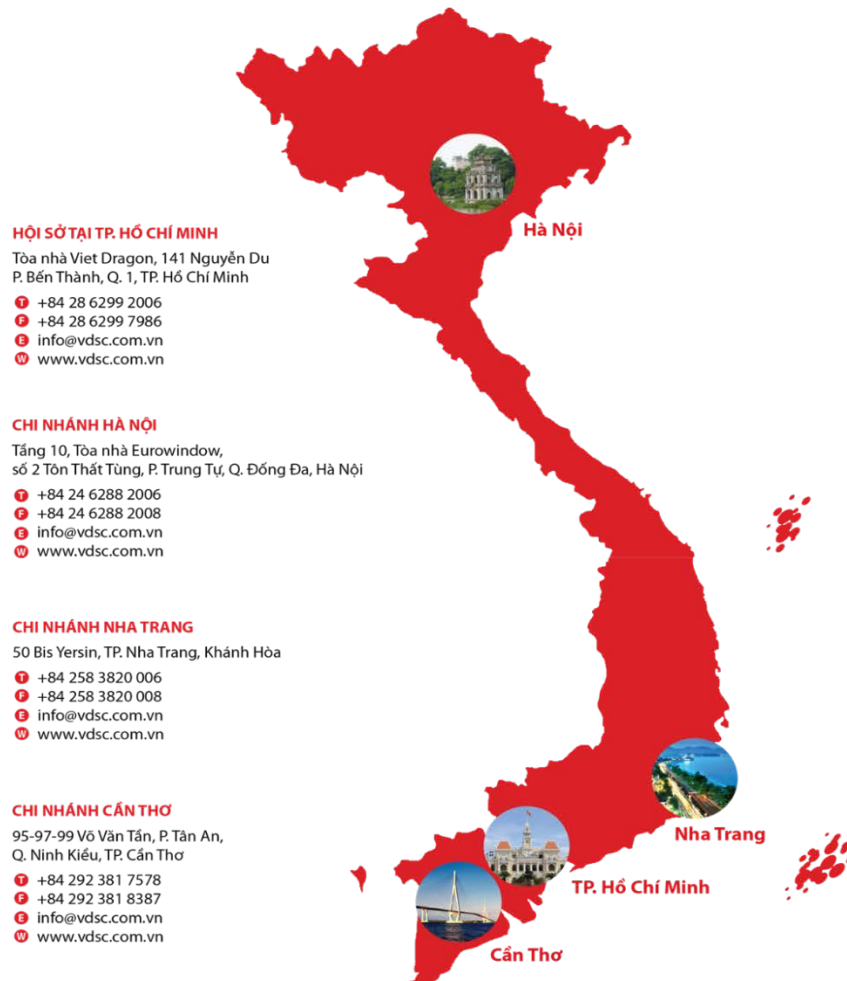 HỘI SỞ TẠI TP. HỒ CHÍ MINH
Tòa nhà Viet Dragon, 141 Nguyễn Du
P. Bến Thành, Q. 1, TP. Hồ Chí Minh
T +84 28 6299 2006
F +84 28 6299 7986
E info@vdsc.com.vn
W www.vdsc.com.vn
CHI NHÁNH HÀ NỘI
Tầng 10, Tòa nhà Eurowindow,
số 2 Tôn Thất Tùng, P. Trung Tự, Q. Đống Đa, Hà Nội
T +84 24 6288 2006
F +84 24 6288 2008
E info@vdsc.com.vn
W www.vdsc.com.vn
CHI NHÁNH NHA TRANG
50 Bis Yersin, TP. Nha Trang, Khánh Hòa
T +84 258 3820 006
F +84 258 3820 008
E info@vdsc.com.vn
W www.vdsc.com.vn
CHI NHÁNH CẦN THƠ
95-97-99 Võ Văn Tần, P. Tân An,
Q. Ninh Kiều, TP. Cần Thơ
T +84 292 381 7578
F +84 292 381 8387
E info@vdsc.com.vn
W www.vdsc.com.vn
Hà Nội
Nha Trang
TP. Hồ Chí Minh
Cần Thơ